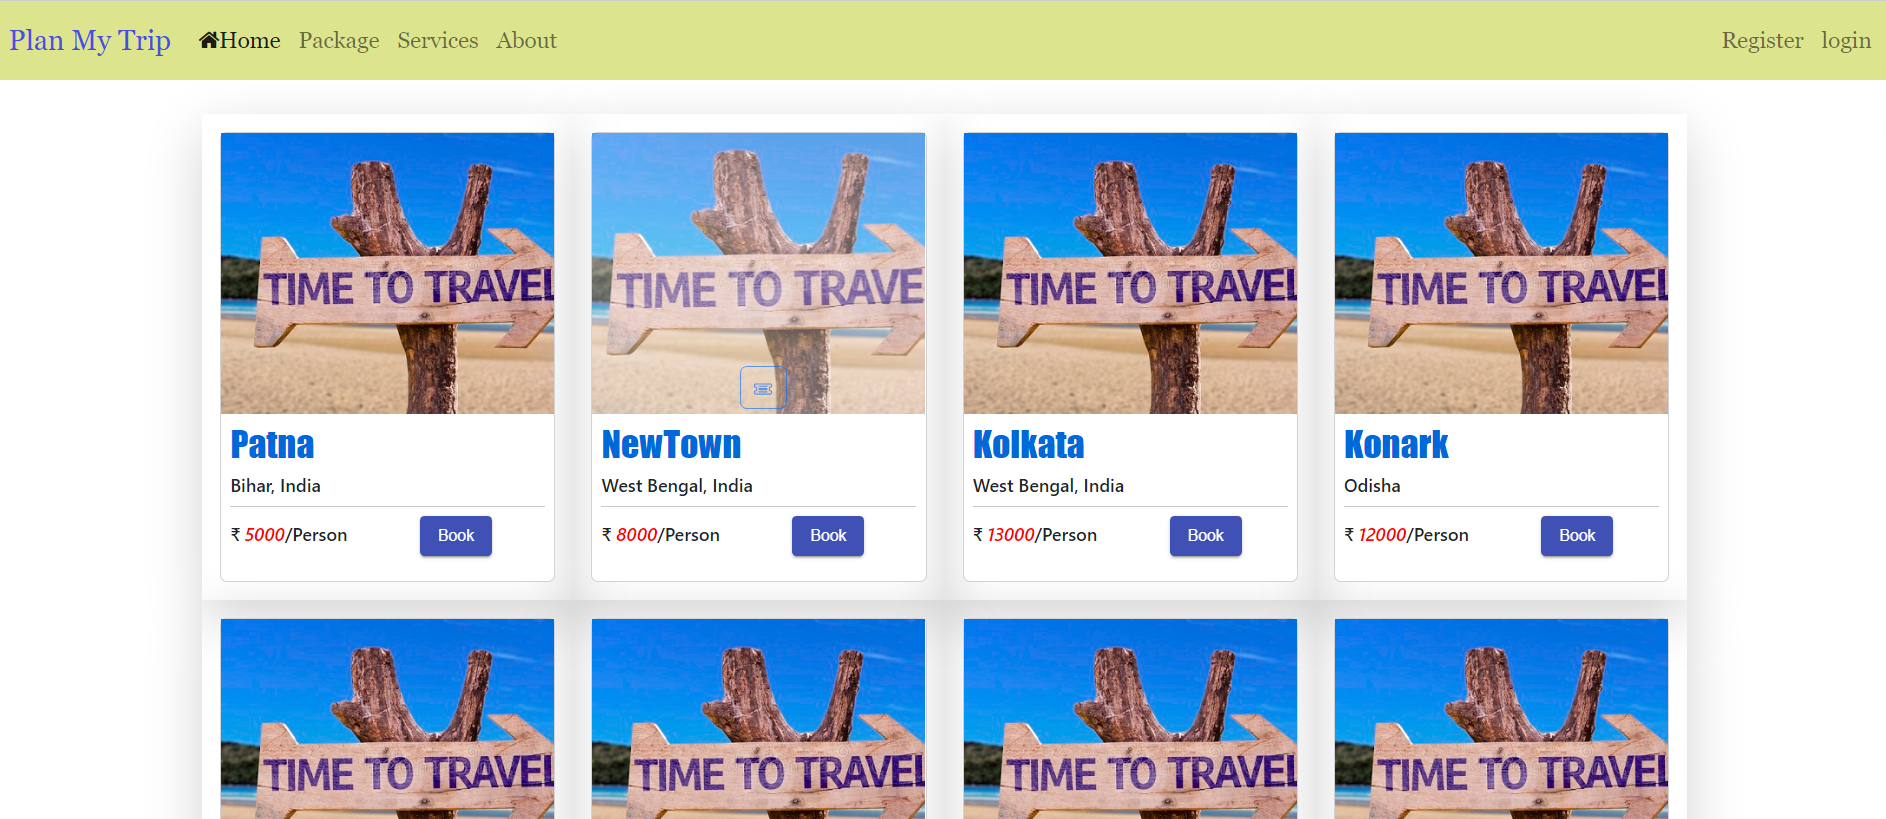 Plan My Trip Home Package Services About Register login
TIME TO TRAVEL
TIME TO TRAVE
TIME TO TRAVEL
TIME TO TRAVEL
Patna
Bihar, India
₹ 5000/Person Book
NewTown
West Bengal, India
₹ 8000/Person Book
Kolkata
West Bengal, India
₹ 13000/Person Book
Konark
Odisha
₹ 12000/Person Book
TIME TO TRAVEL
TIME TO TRAVEL
TIME TO TRAVEL
TIME TO TRAVEL